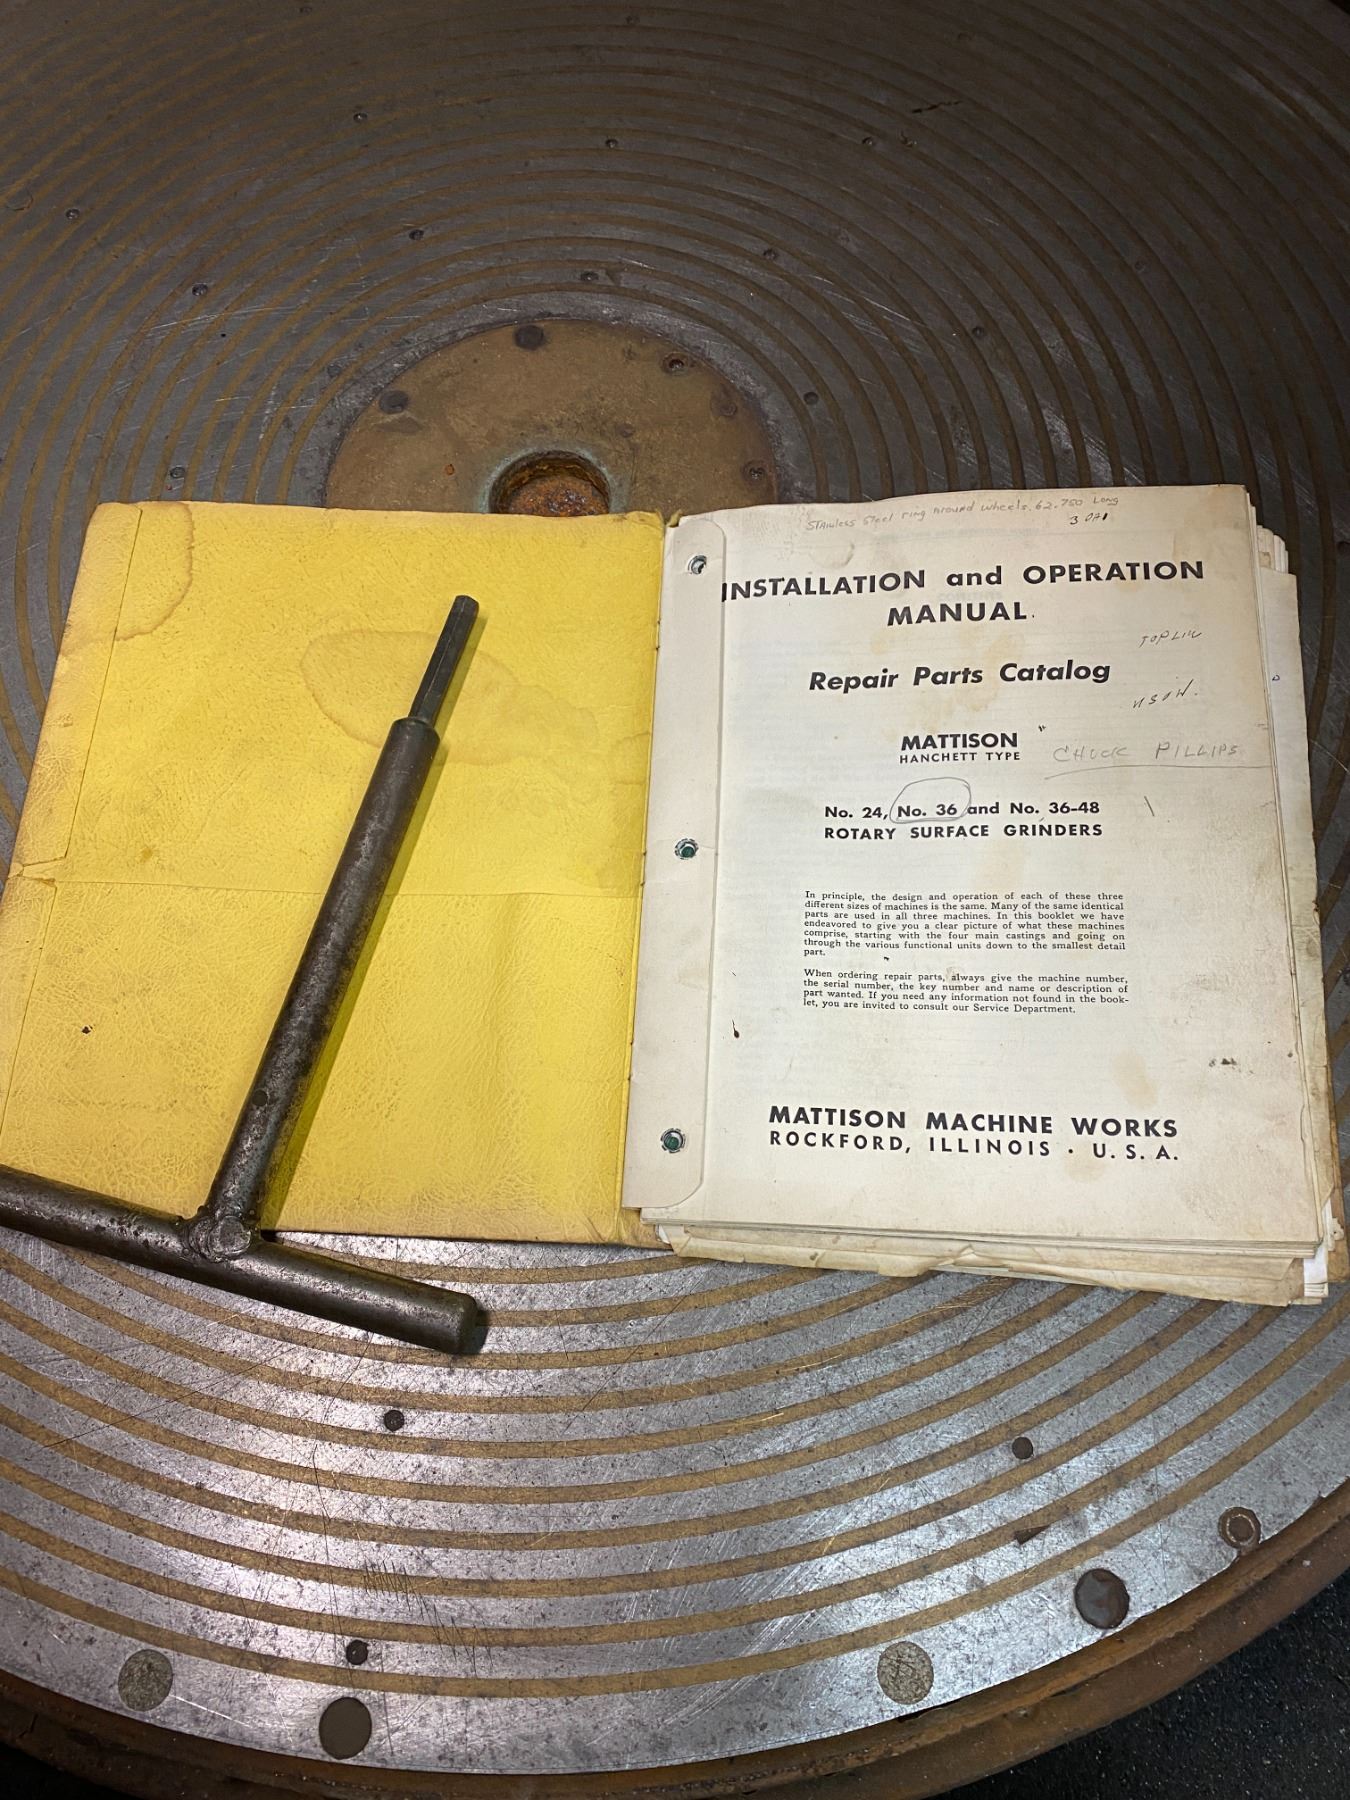 Stainless Steel ring around wheels. 62.750 Long
INSTALLATION and OPERATION
MANUAL
Repair Parts Catalog
MATTISON
HANCHETT TYPE
CHUCK PILLIPS
No. 24, No. 36 and No. 36-48
ROTARY SURFACE GRINDERS
In principle, the design and operation of each of these three
different sizes of machines is the same. Many of the same identical
parts are used in all three machines. In this booklet we have
endeavored to give you a clear picture of what these machines
comprise, starting with the four main castings and going on
through the various functional units down to the smallest detail
part.
When ordering repair parts, always give the machine number,
the serial number, the key number and name or description of
part wanted. If you need any information not found in the book-
let, you are invited to consult our Service Department.
MATTISON MACHINE WORKS
ROCKFORD, ILLINOIS · U. S. A.